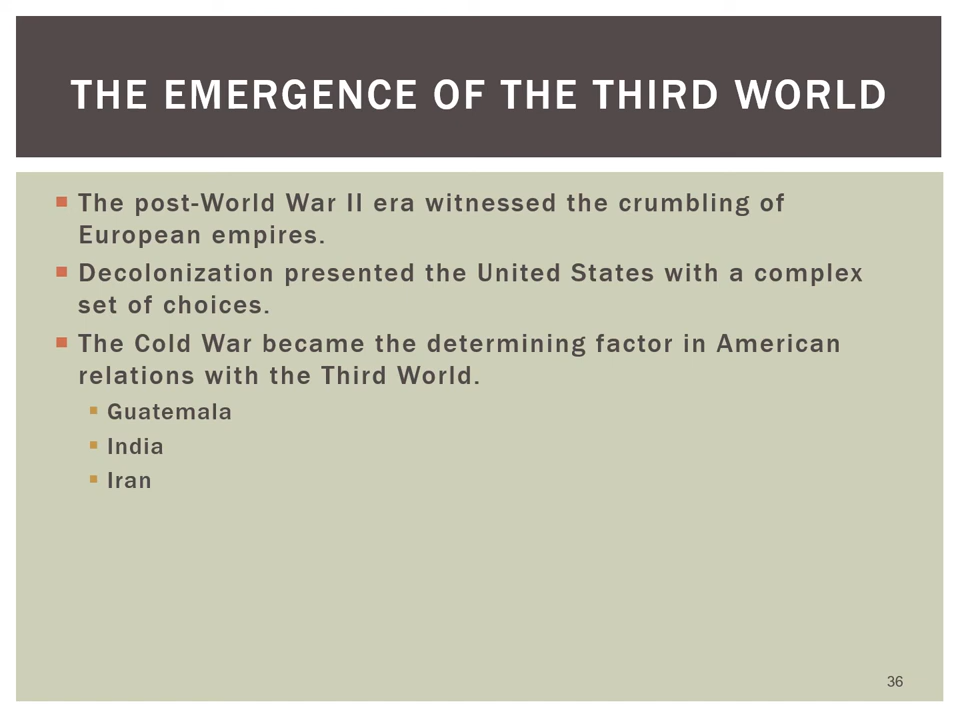 THE EMERGENCE OF THE THIRD WORLD
The post-World War II era witnessed the crumbling of
European empires.
Decolonization presented the United States with a complex
set of choices.
The Cold War became the determining factor in American
relations with the Third World.
Guatemala
India
Iran
36